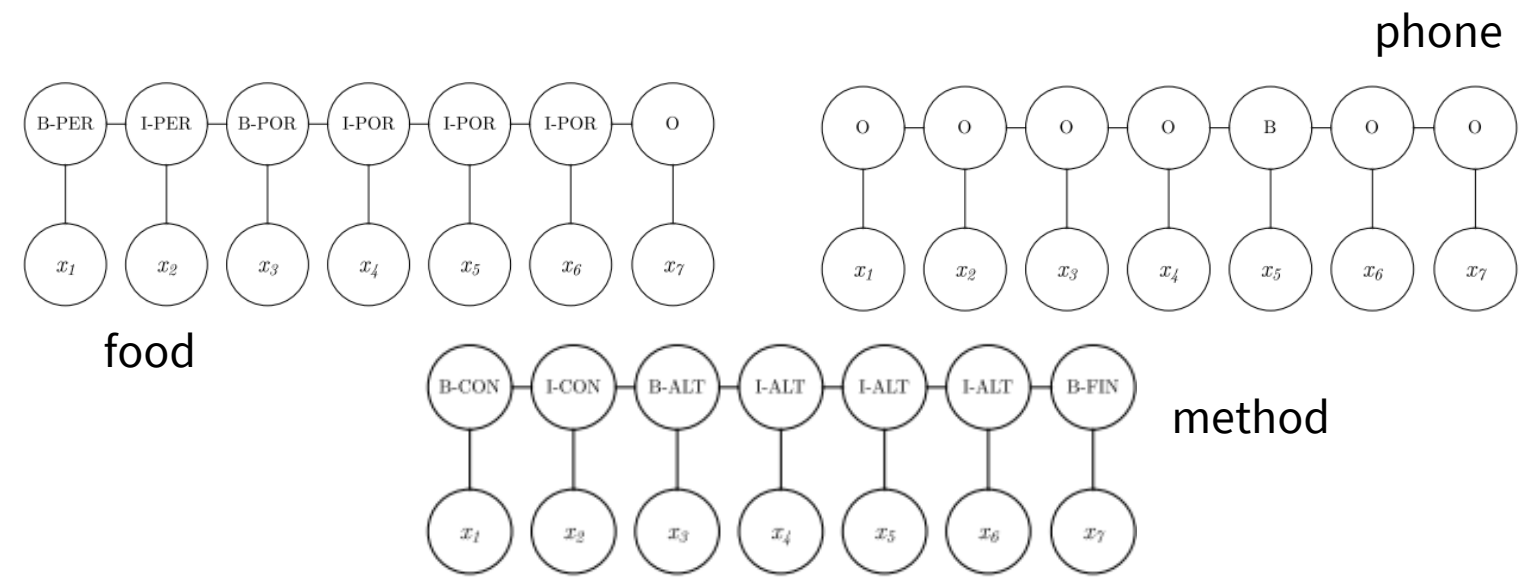 phone
B-PER I-PER B-POR I-POR I-POR I-POR O
O O O O B O O
x1 x2 x3 x4 x5 x6 x7
x1 x2 x3 x4 x5 x6 x7
food
B-CON I-CON B-ALT I-ALT I-ALT I-ALT B-FIN
method
x1 x2 x3 x4 x5 x6 x7